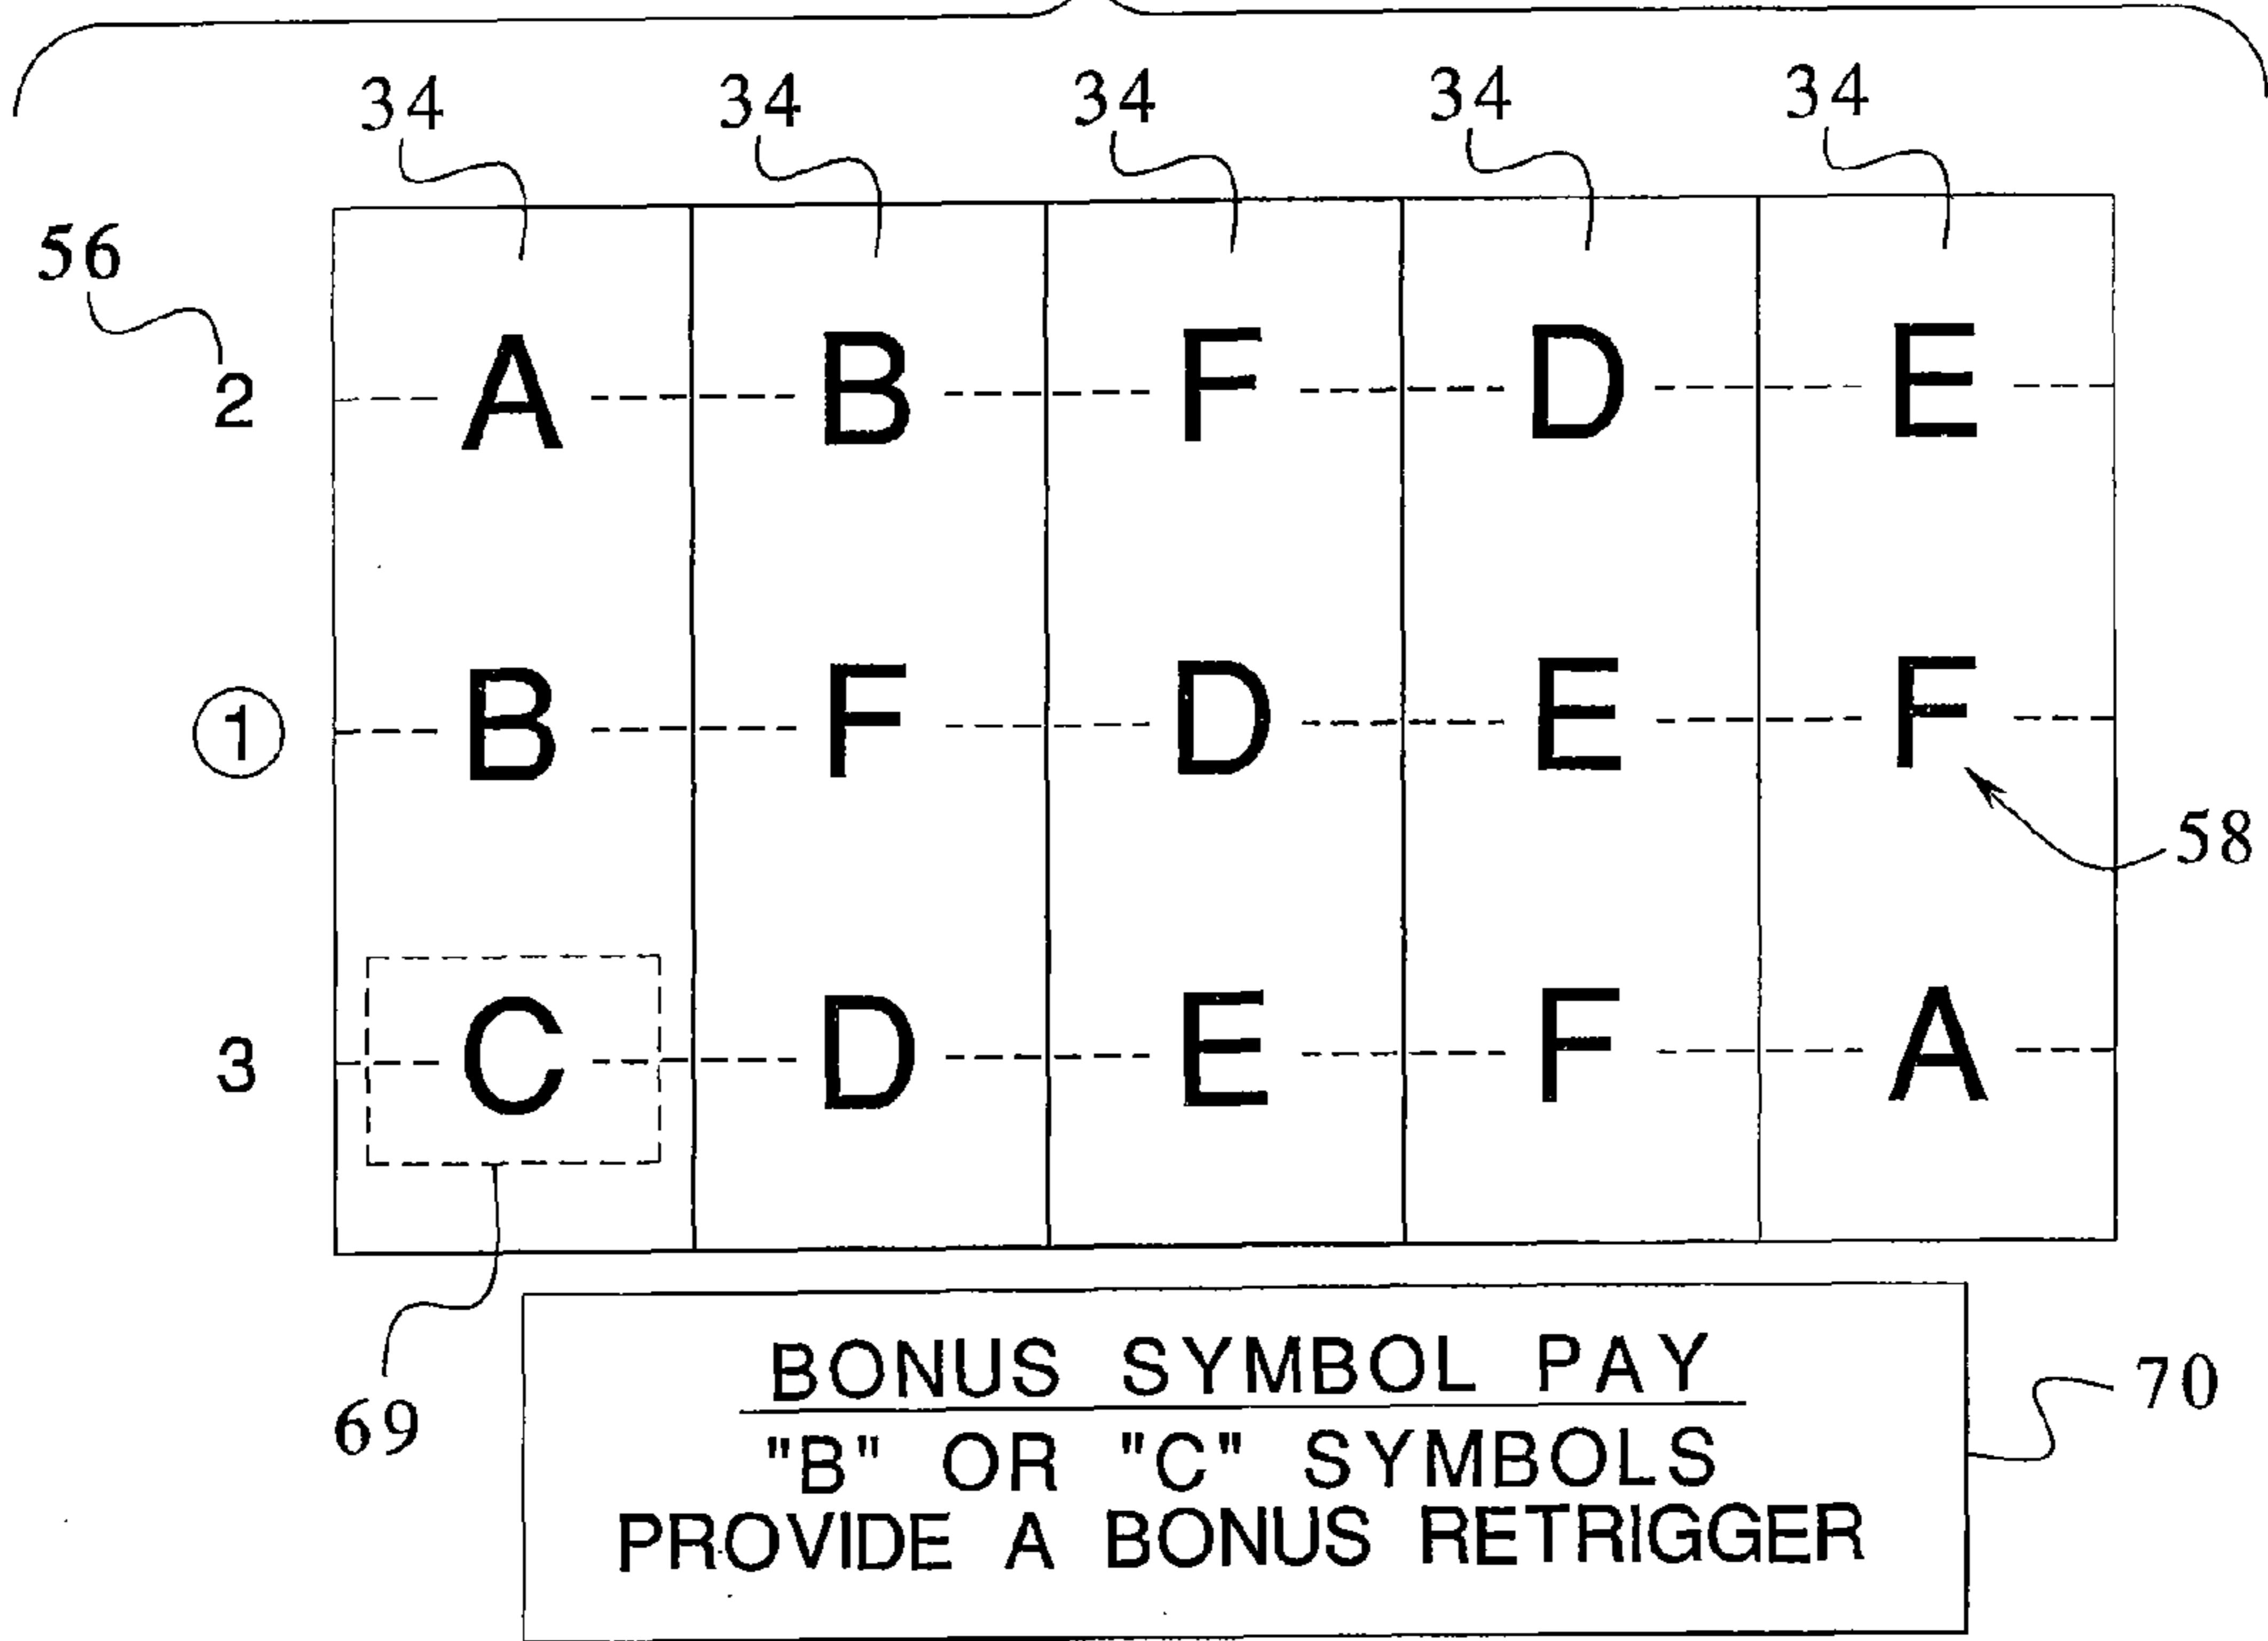 34 34 34 34 34
56
2 A B F D E
1 B F D E F
58
3 C D E F A
69
BONUS SYMBOL PAY
70
"B" OR "C" SYMBOLS
PROVIDE A BONUS RETRIGGER